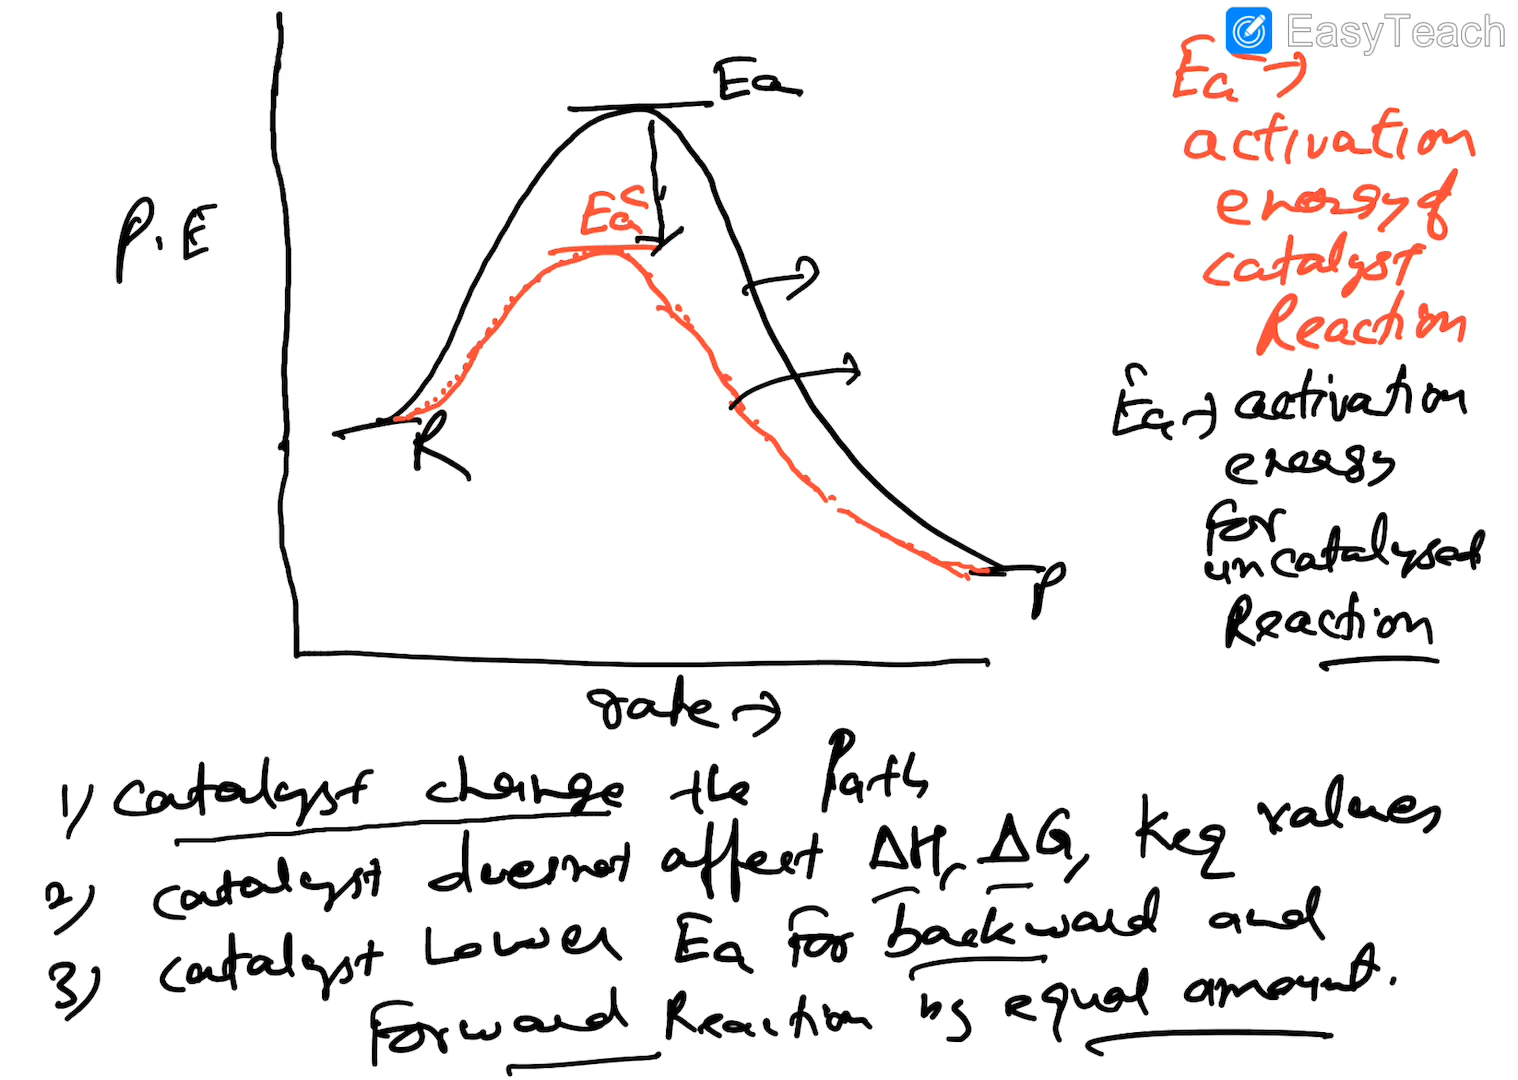 EasyTeach
Ea
P.E
Ea^c
R
P
rate →
Ea →
activation
energy of
catalyst
Reaction
Ea → activation
energy
for
uncatalysed
Reaction
1) catalyst change the Path
2) catalyst doesnot affect ΔH, ΔG, Keq values
3) catalyst Lower Ea for backward and
forward Reaction by equal amount.